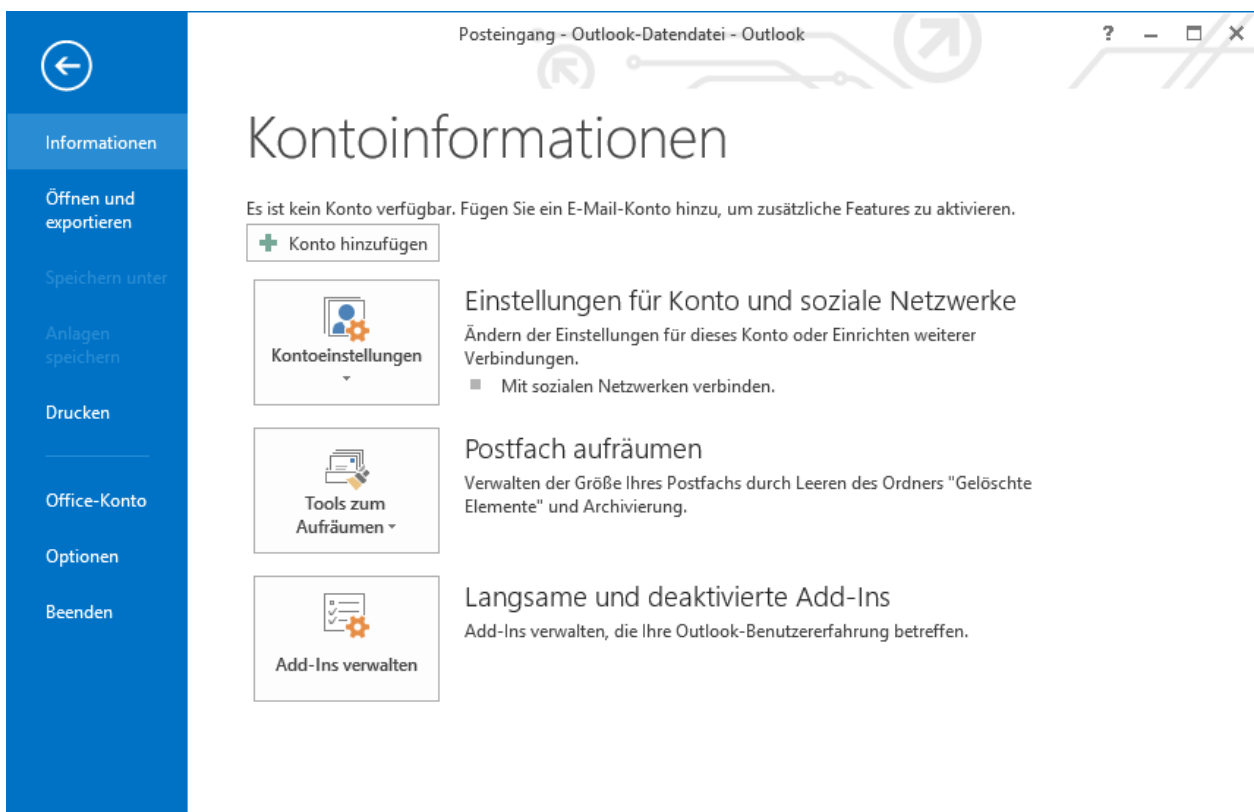 Posteingang - Outlook-Datendatei - Outlook
?
Informationen
Öffnen und
exportieren
Speichern unter
Anlagen
speichern
Drucken
Office-Konto
Optionen
Beenden
Kontoinformationen
Es ist kein Konto verfügbar. Fügen Sie ein E-Mail-Konto hinzu, um zusätzliche Features zu aktivieren.
Konto hinzufügen
Kontoeinstellungen
Einstellungen für Konto und soziale Netzwerke
Ändern der Einstellungen für dieses Konto oder Einrichten weiterer
Verbindungen.
Mit sozialen Netzwerken verbinden.
Tools zum
Aufräumen
Postfach aufräumen
Verwalten der Größe Ihres Postfachs durch Leeren des Ordners "Gelöschte
Elemente" und Archivierung.
Add-Ins verwalten
Langsame und deaktivierte Add-Ins
Add-Ins verwalten, die Ihre Outlook-Benutzererfahrung betreffen.